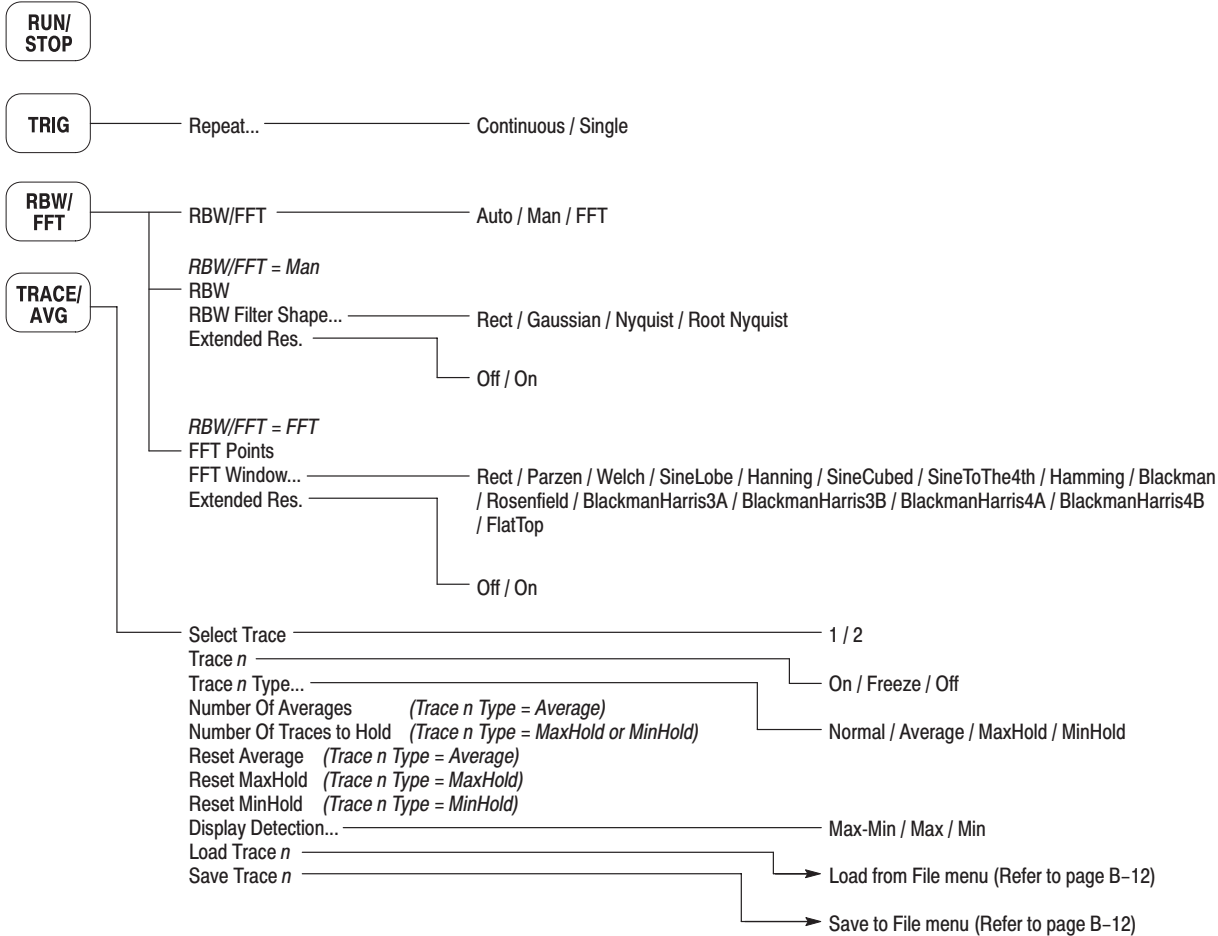 RUN/
STOP
TRIG
Repeat...
Continuous / Single
RBW/
FFT
RBW/FFT
Auto / Man / FFT
RBW/FFT = Man
RBW
RBW Filter Shape...
Rect / Gaussian / Nyquist / Root Nyquist
Extended Res.
Off / On
RBW/FFT = FFT
FFT Points
FFT Window...
Rect / Parzen / Welch / SineLobe / Hanning / SineCubed / SineToThe4th / Hamming / Blackman
/ Rosenfield / BlackmanHarris3A / BlackmanHarris3B / BlackmanHarris4A / BlackmanHarris4B
/ FlatTop
Extended Res.
Off / On
TRACE/
AVG
Select Trace
1 / 2
Trace n
On / Freeze / Off
Trace n Type...
Normal / Average / MaxHold / MinHold
Number Of Averages (Trace n Type = Average)
Number Of Traces to Hold (Trace n Type = MaxHold or MinHold)
Reset Average (Trace n Type = Average)
Reset MaxHold (Trace n Type = MaxHold)
Reset MinHold (Trace n Type = MinHold)
Display Detection...
Max-Min / Max / Min
Load Trace n
Load from File menu (Refer to page B–12)
Save Trace n
Save to File menu (Refer to page B–12)